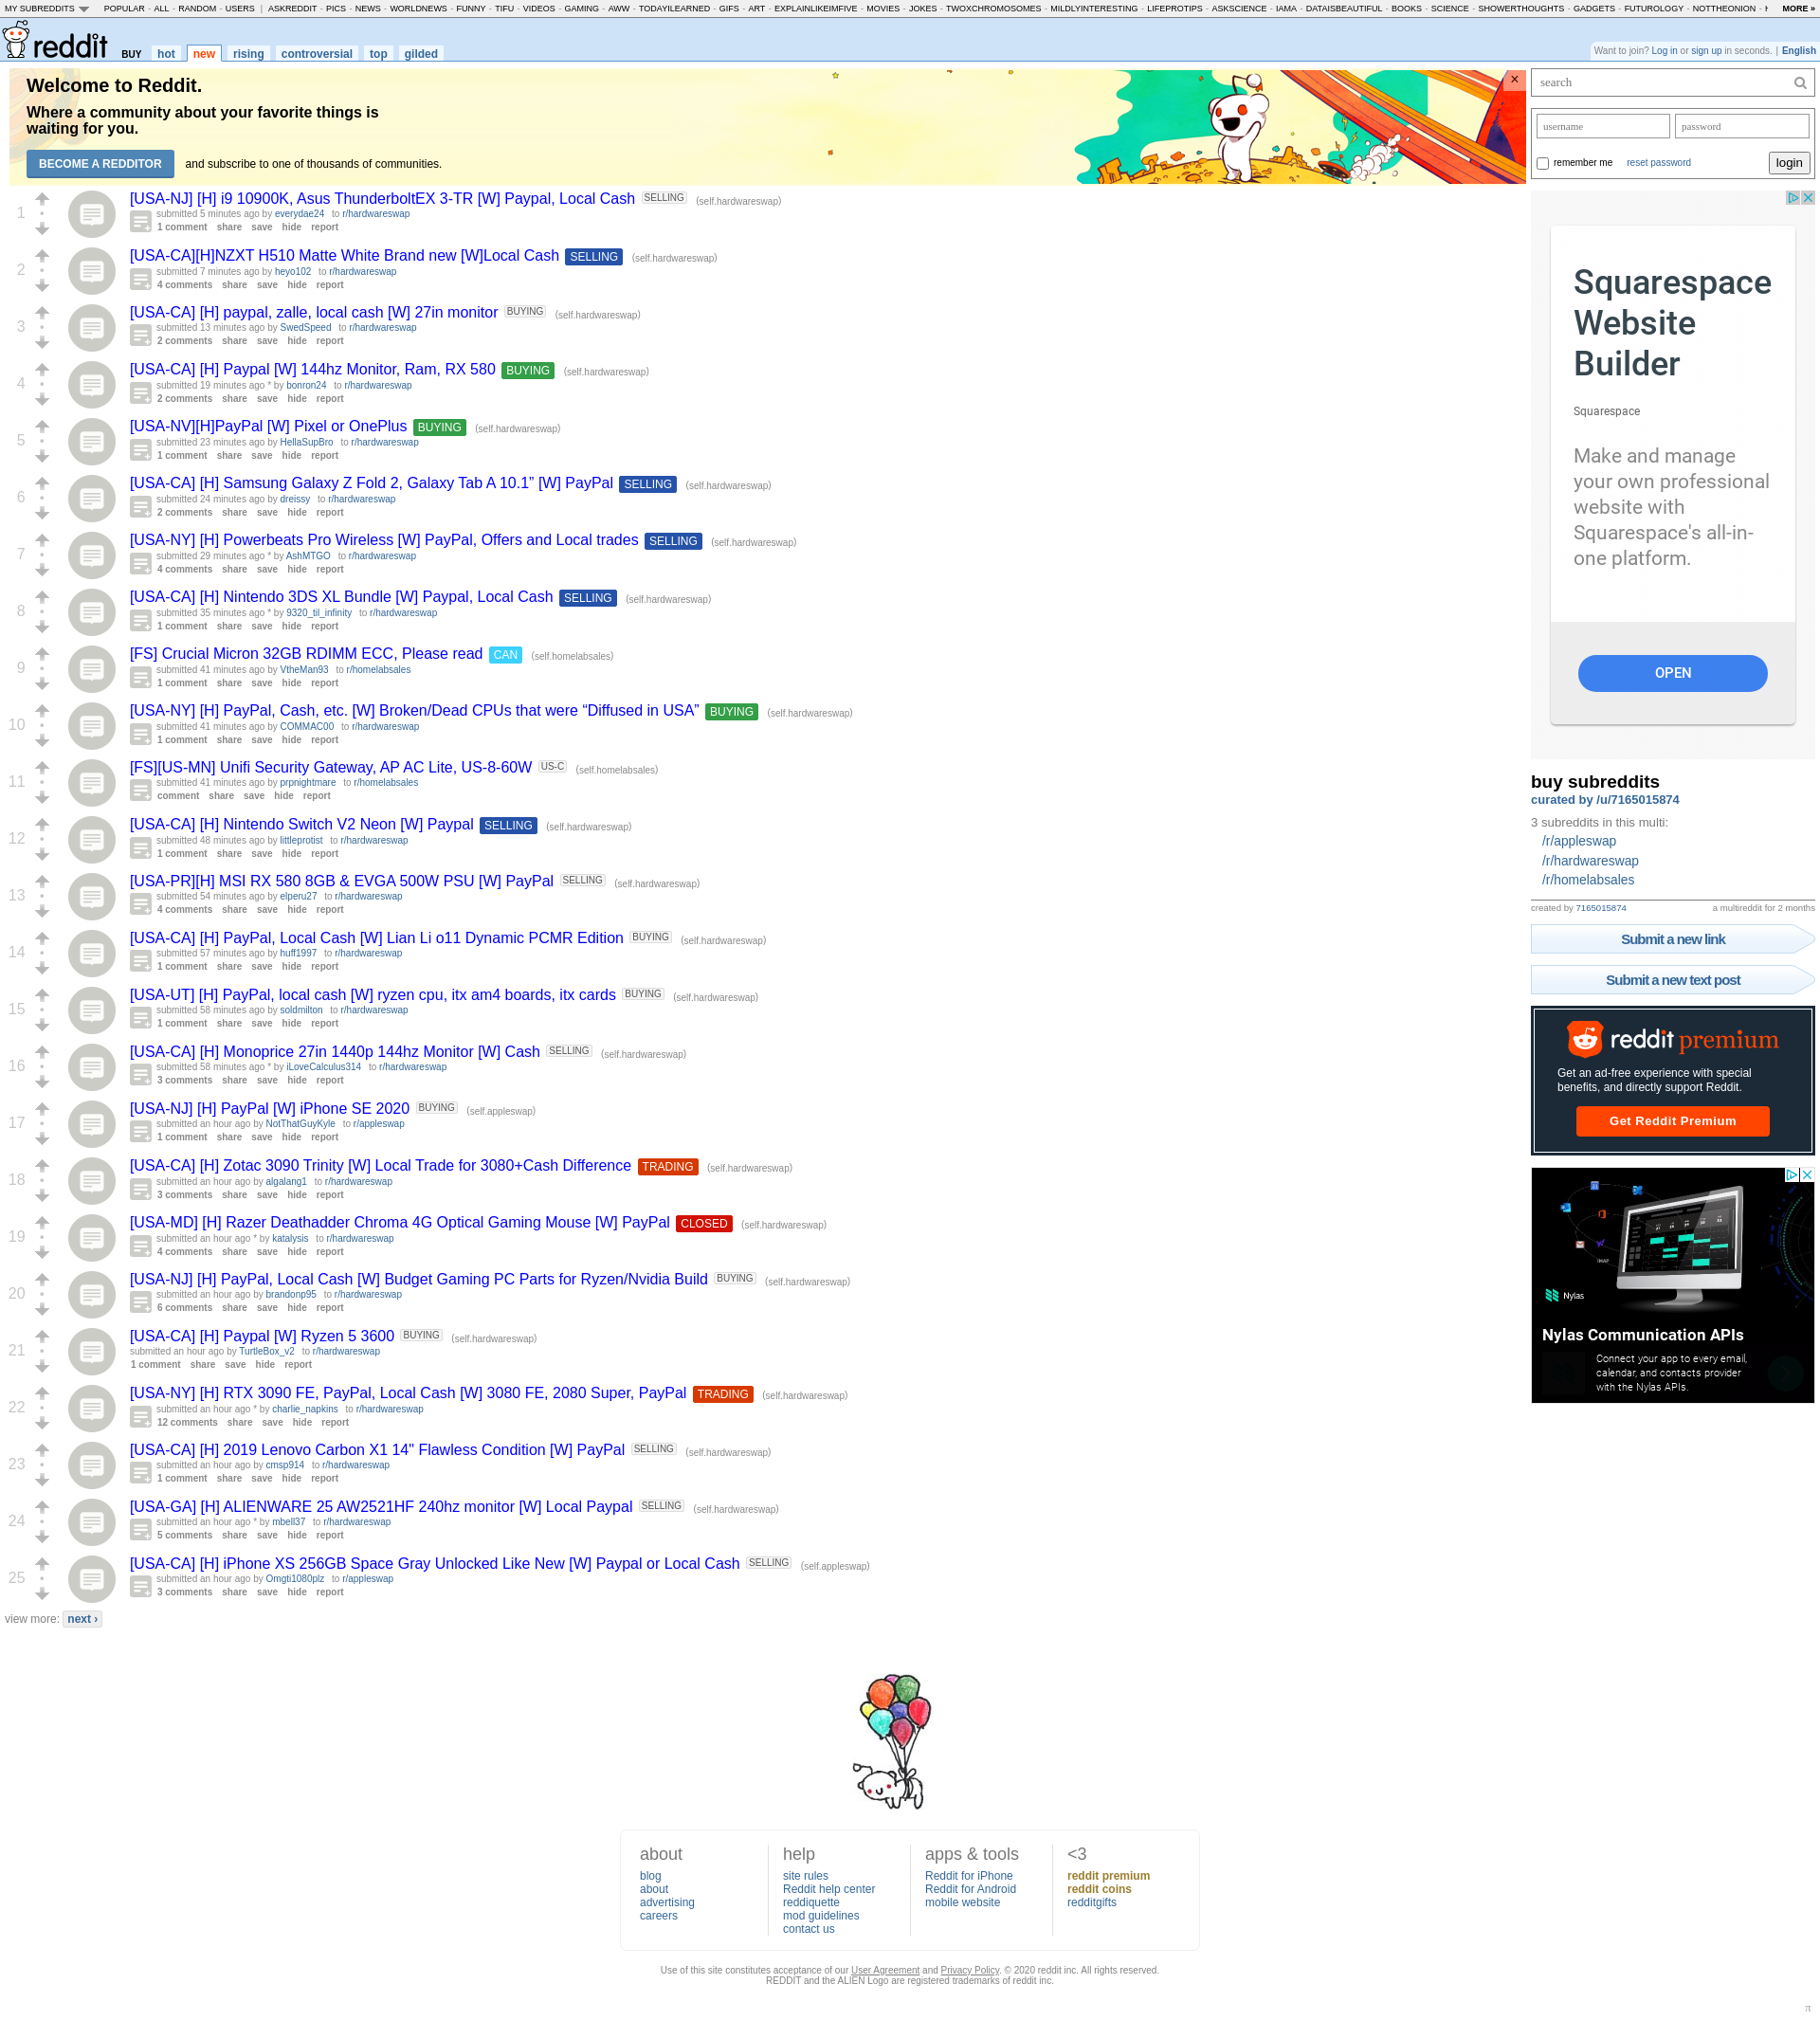 MY SUBREDDITS POPULAR - ALL - RANDOM - USERS | ASKREDDIT - PICS - NEWS - WORLDNEWS - FUNNY - TIFU - VIDEOS - GAMING - AWW - TODAYILEARNED - GIFS - ART - EXPLAINLIKEIMFIVE - MOVIES - JOKES - TWOXCHROMOSOMES - MILDLYINTERESTING - LIFEPROTIPS - ASKSCIENCE - IAMA - DATAISBEAUTIFUL - BOOKS - SCIENCE - SHOWERTHOUGHTS - GADGETS - FUTUROLOGY - NOTTHEONION - MORE »
reddit BUY hot new rising controversial top gilded
Want to join? Log in or sign up in seconds. | English
Welcome to Reddit.
Where a community about your favorite things is
waiting for you.
BECOME A REDDITOR and subscribe to one of thousands of communities.
×
1
[USA-NJ] [H] i9 10900K, Asus ThunderboltEX 3-TR [W] Paypal, Local Cash SELLING (self.hardwareswap)
submitted 5 minutes ago by everydae24 to r/hardwareswap
1 comment share save hide report
2
[USA-CA][H]NZXT H510 Matte White Brand new [W]Local Cash SELLING (self.hardwareswap)
submitted 7 minutes ago by heyo102 to r/hardwareswap
4 comments share save hide report
3
[USA-CA] [H] paypal, zalle, local cash [W] 27in monitor BUYING (self.hardwareswap)
submitted 13 minutes ago by SwedSpeed to r/hardwareswap
2 comments share save hide report
4
[USA-CA] [H] Paypal [W] 144hz Monitor, Ram, RX 580 BUYING (self.hardwareswap)
submitted 19 minutes ago * by bonron24 to r/hardwareswap
2 comments share save hide report
5
[USA-NV][H]PayPal [W] Pixel or OnePlus BUYING (self.hardwareswap)
submitted 23 minutes ago by HellaSupBro to r/hardwareswap
1 comment share save hide report
6
[USA-CA] [H] Samsung Galaxy Z Fold 2, Galaxy Tab A 10.1” [W] PayPal SELLING (self.hardwareswap)
submitted 24 minutes ago by dreissy to r/hardwareswap
2 comments share save hide report
7
[USA-NY] [H] Powerbeats Pro Wireless [W] PayPal, Offers and Local trades SELLING (self.hardwareswap)
submitted 29 minutes ago * by AshMTGO to r/hardwareswap
4 comments share save hide report
8
[USA-CA] [H] Nintendo 3DS XL Bundle [W] Paypal, Local Cash SELLING (self.hardwareswap)
submitted 35 minutes ago * by 9320_til_infinity to r/hardwareswap
1 comment share save hide report
9
[FS] Crucial Micron 32GB RDIMM ECC, Please read CAN (self.homelabsales)
submitted 41 minutes ago by VtheMan93 to r/homelabsales
1 comment share save hide report
10
[USA-NY] [H] PayPal, Cash, etc. [W] Broken/Dead CPUs that were “Diffused in USA” BUYING (self.hardwareswap)
submitted 41 minutes ago by COMMAC00 to r/hardwareswap
1 comment share save hide report
11
[FS][US-MN] Unifi Security Gateway, AP AC Lite, US-8-60W US-C (self.homelabsales)
submitted 41 minutes ago by prpnightmare to r/homelabsales
comment share save hide report
12
[USA-CA] [H] Nintendo Switch V2 Neon [W] Paypal SELLING (self.hardwareswap)
submitted 48 minutes ago by littleprotist to r/hardwareswap
1 comment share save hide report
13
[USA-PR][H] MSI RX 580 8GB & EVGA 500W PSU [W] PayPal SELLING (self.hardwareswap)
submitted 54 minutes ago by elperu27 to r/hardwareswap
4 comments share save hide report
14
[USA-CA] [H] PayPal, Local Cash [W] Lian Li o11 Dynamic PCMR Edition BUYING (self.hardwareswap)
submitted 57 minutes ago by huff1997 to r/hardwareswap
1 comment share save hide report
15
[USA-UT] [H] PayPal, local cash [W] ryzen cpu, itx am4 boards, itx cards BUYING (self.hardwareswap)
submitted 58 minutes ago by soldmilton to r/hardwareswap
1 comment share save hide report
16
[USA-CA] [H] Monoprice 27in 1440p 144hz Monitor [W] Cash SELLING (self.hardwareswap)
submitted 58 minutes ago * by iLoveCalculus314 to r/hardwareswap
3 comments share save hide report
17
[USA-NJ] [H] PayPal [W] iPhone SE 2020 BUYING (self.appleswap)
submitted an hour ago by NotThatGuyKyle to r/appleswap
1 comment share save hide report
18
[USA-CA] [H] Zotac 3090 Trinity [W] Local Trade for 3080+Cash Difference TRADING (self.hardwareswap)
submitted an hour ago by algalang1 to r/hardwareswap
3 comments share save hide report
19
[USA-MD] [H] Razer Deathadder Chroma 4G Optical Gaming Mouse [W] PayPal CLOSED (self.hardwareswap)
submitted an hour ago * by katalysis to r/hardwareswap
4 comments share save hide report
20
[USA-NJ] [H] PayPal, Local Cash [W] Budget Gaming PC Parts for Ryzen/Nvidia Build BUYING (self.hardwareswap)
submitted an hour ago by brandonp95 to r/hardwareswap
6 comments share save hide report
21
[USA-CA] [H] Paypal [W] Ryzen 5 3600 BUYING (self.hardwareswap)
submitted an hour ago by TurtleBox_v2 to r/hardwareswap
1 comment share save hide report
22
[USA-NY] [H] RTX 3090 FE, PayPal, Local Cash [W] 3080 FE, 2080 Super, PayPal TRADING (self.hardwareswap)
submitted an hour ago * by charlie_napkins to r/hardwareswap
12 comments share save hide report
23
[USA-CA] [H] 2019 Lenovo Carbon X1 14" Flawless Condition [W] PayPal SELLING (self.hardwareswap)
submitted an hour ago by cmsp914 to r/hardwareswap
1 comment share save hide report
24
[USA-GA] [H] ALIENWARE 25 AW2521HF 240hz monitor [W] Local Paypal SELLING (self.hardwareswap)
submitted an hour ago * by mbell37 to r/hardwareswap
5 comments share save hide report
25
[USA-CA] [H] iPhone XS 256GB Space Gray Unlocked Like New [W] Paypal or Local Cash SELLING (self.appleswap)
submitted an hour ago by Omgti1080plz to r/appleswap
3 comments share save hide report
view more: next ›
search
username password
remember me reset password login
Squarespace
Website
Builder
Squarespace
Make and manage
your own professional
website with
Squarespace's all-in-
one platform.
OPEN
buy subreddits
curated by /u/7165015874
3 subreddits in this multi:
/r/appleswap
/r/hardwareswap
/r/homelabsales
created by 7165015874 a multireddit for 2 months
Submit a new link
Submit a new text post
reddit premium
Get an ad-free experience with special
benefits, and directly support Reddit.
Get Reddit Premium
IMAP
Nylas
Nylas Communication APIs
Connect your app to every email,
calendar, and contacts provider
with the Nylas APIs.
about
blog
about
advertising
careers
help
site rules
Reddit help center
reddiquette
mod guidelines
contact us
apps & tools
Reddit for iPhone
Reddit for Android
mobile website
<3
reddit premium
reddit coins
redditgifts
Use of this site constitutes acceptance of our User Agreement and Privacy Policy. © 2020 reddit inc. All rights reserved.
REDDIT and the ALIEN Logo are registered trademarks of reddit inc.
π